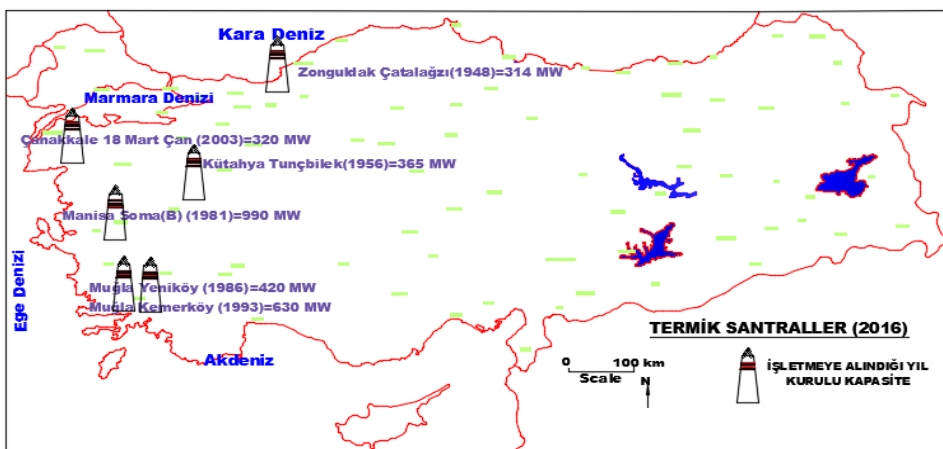 Kara Deniz
Zonguldak Çatalağzı(1948)=314 MW
Marmara Denizi
Çanakkale 18 Mart Çan (2003)=320 MW
Kütahya Tunçbilek(1956)=365 MW
Manisa Soma(B) (1981)=990 MW
Ege Denizi
Muğla Yeniköy (1986)=420 MW
Muğla Kemerköy (1993)=630 MW
Akdeniz
TERMİK SANTRALLER (2016)
0 100 km
Scale
N
İŞLETMEYE ALINDIĞI YIL
KURULU KAPASİTE